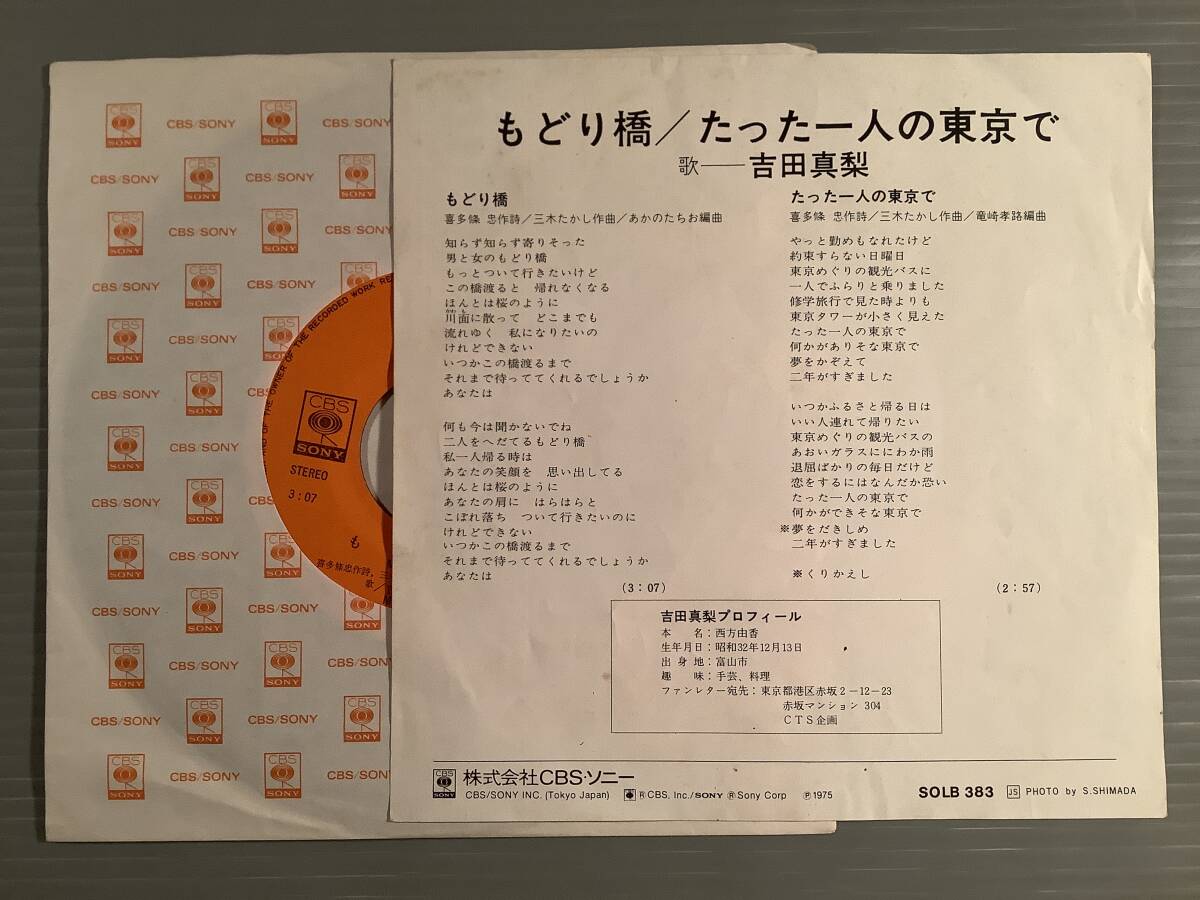 もどり橋／たった一人の東京で
歌——吉田真梨
もどり橋
喜多條 忠作詩／三木たかし作曲／あかのたちお編曲
知らず知らず寄りそった
男と女のもどり橋
もっとついて行きたいけど
この橋渡ると 帰れなくなる
ほんとは桜のように
川面に散って どこまでも
流れゆく 私になりたいの
けれどできない
いつかこの橋渡るまで
それまで待っててくれるでしょうか
あなたは
何も今は聞かないでね
二人をへだてるもどり橋
私一人帰る時は
あなたの笑顔を 思い出してる
ほんとは桜のように
あなたの肩に はらはらと
こぼれ落ち ついて行きたいのに
けれどできない
いつかこの橋渡るまで
それまで待っててくれるでしょうか
あなたは
(3：07)
たった一人の東京で
喜多條 忠作詩／三木たかし作曲／竜崎孝路編曲
やっと勤めもなれたけど
約束すらない日曜日
東京めぐりの観光バスに
一人でふらりと乗りました
修学旅行で見た時よりも
東京タワーが小さく見えた
たった一人の東京で
何かがありそな東京で
夢をかぞえて
二年がすぎました
いつかふるさと帰る日は
いい人連れて帰りたい
東京めぐりの観光バスの
あおいガラスににわか雨
退屈ばかりの毎日だけど
恋をするにはなんだか恐い
たった一人の東京で
何かができそな東京で
※夢をだきしめ
二年がすぎました
※くりかえし
(2：57)
吉田真梨プロフィール
本　　名：西方由香
生年月日：昭和32年12月13日
出 身 地：富山市
趣　　味：手芸、料理
ファンレター宛先：東京都港区赤坂2－12－23
赤坂マンション 304
CTS企画
CBS SONY 株式会社CBS・ソニー
CBS/SONY INC. (Tokyo Japan) ® CBS, Inc./SONY ® Sony Corp ℗1975
SOLB 383 JS PHOTO by S.SHIMADA
CBS/SONY
CBS SONY
STEREO
3：07
も
喜多條忠作詩，三
歌／
AND OF THE OWNER OF THE RECORDED WORK RE